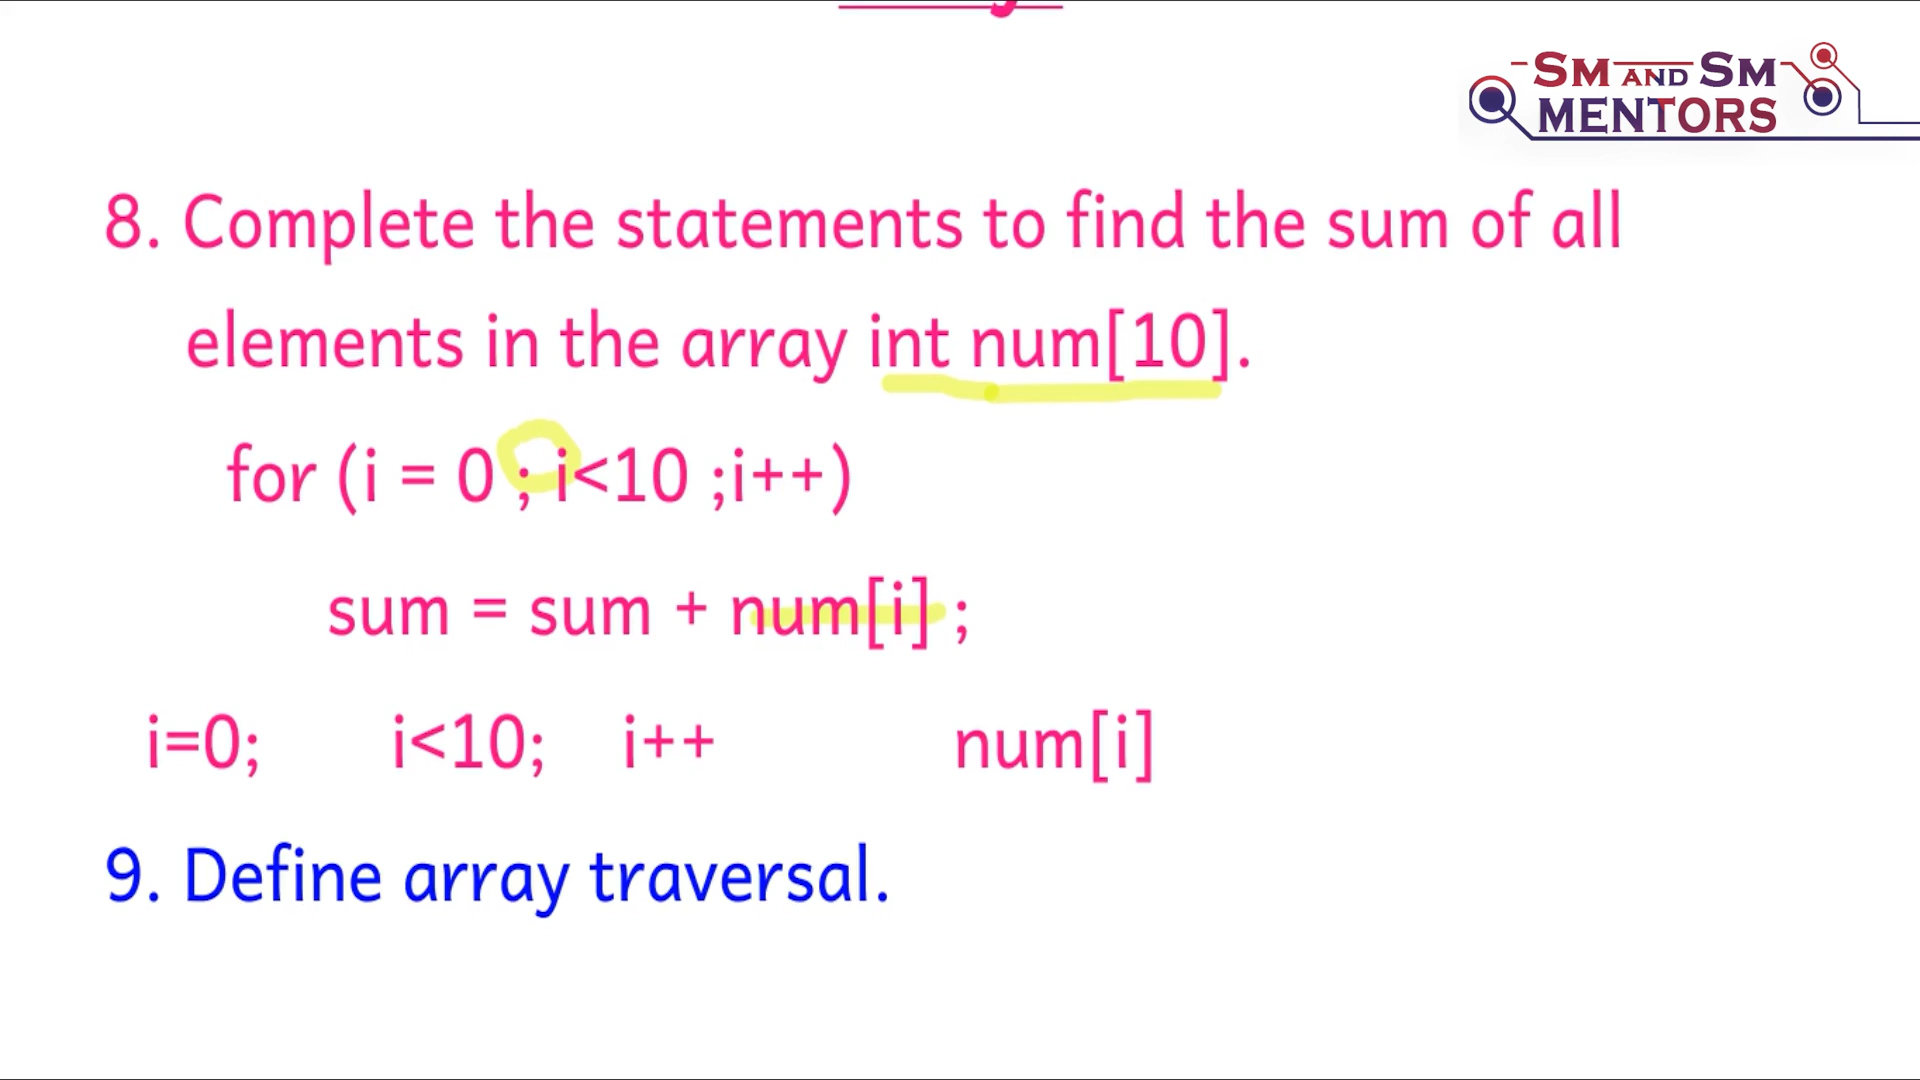 SM AND SM
MENTORS
8. Complete the statements to find the sum of all
elements in the array int num[10].
for (i = 0 ; i<10 ;i++)
sum = sum + num[i] ;
i=0; i<10; i++ num[i]
9. Define array traversal.